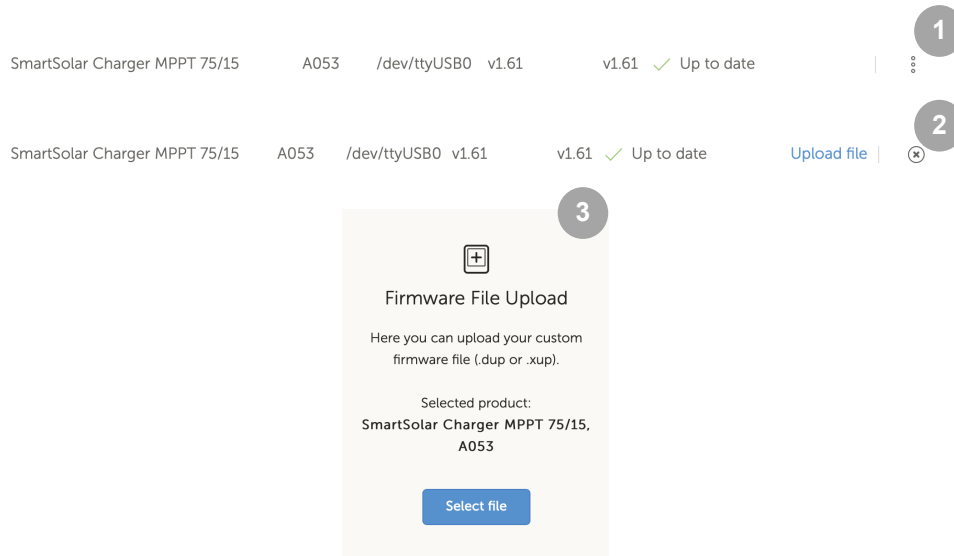 1
SmartSolar Charger MPPT 75/15 A053 /dev/ttyUSB0 v1.61 v1.61 Up to date
2
SmartSolar Charger MPPT 75/15 A053 /dev/ttyUSB0 v1.61 v1.61 Up to date Upload file
3
Firmware File Upload
Here you can upload your custom
firmware file (.dup or .xup).
Selected product:
SmartSolar Charger MPPT 75/15,
A053
Select file